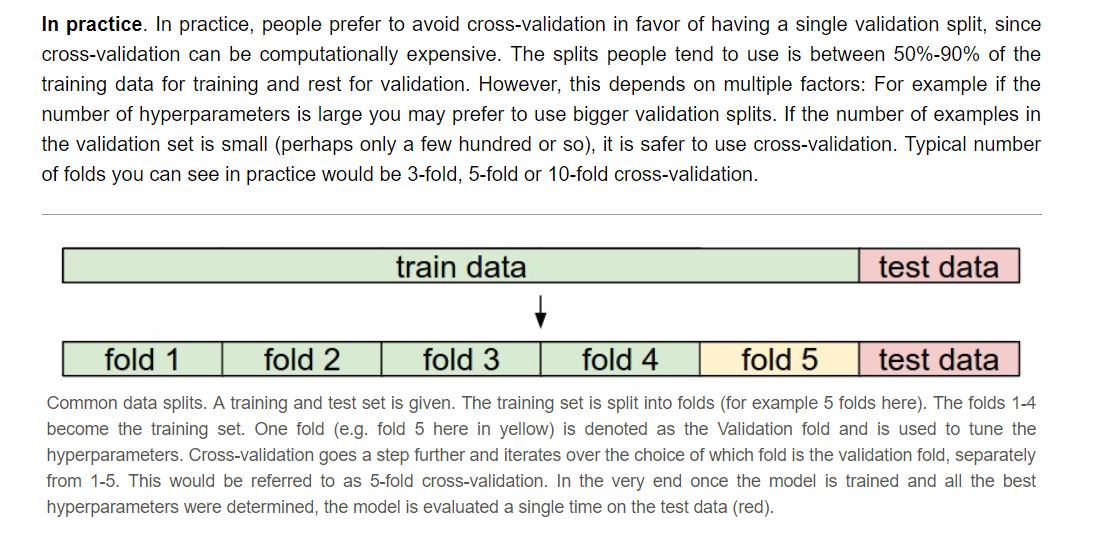 In practice. In practice, people prefer to avoid cross-validation in favor of having a single validation split, since
cross-validation can be computationally expensive. The splits people tend to use is between 50%-90% of the
training data for training and rest for validation. However, this depends on multiple factors: For example if the
number of hyperparameters is large you may prefer to use bigger validation splits. If the number of examples in
the validation set is small (perhaps only a few hundred or so), it is safer to use cross-validation. Typical number
of folds you can see in practice would be 3-fold, 5-fold or 10-fold cross-validation.
train data test data
fold 1 fold 2 fold 3 fold 4 fold 5 test data
Common data splits. A training and test set is given. The training set is split into folds (for example 5 folds here). The folds 1-4
become the training set. One fold (e.g. fold 5 here in yellow) is denoted as the Validation fold and is used to tune the
hyperparameters. Cross-validation goes a step further and iterates over the choice of which fold is the validation fold, separately
from 1-5. This would be referred to as 5-fold cross-validation. In the very end once the model is trained and all the best
hyperparameters were determined, the model is evaluated a single time on the test data (red).